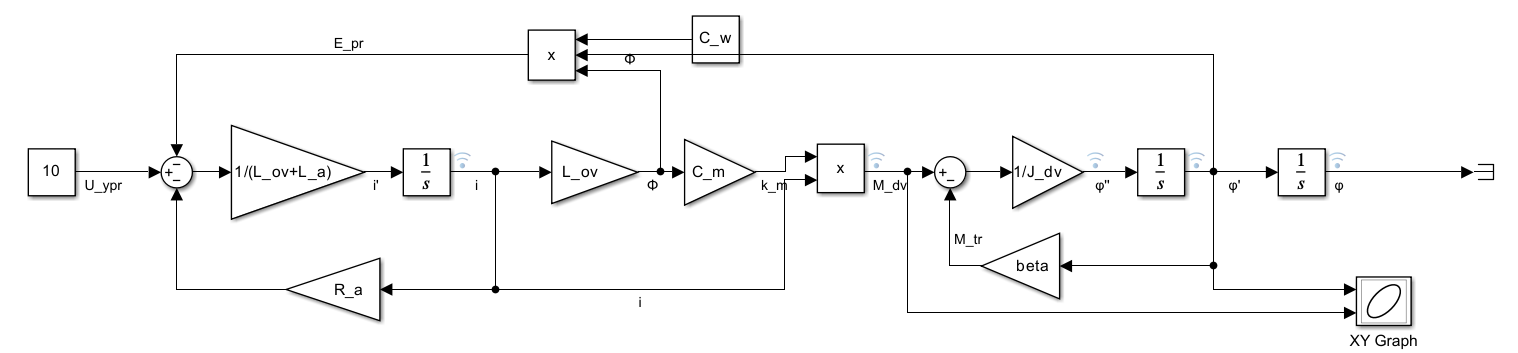 C_w
E_pr
x
Φ
10
U_ypr
+
−
−
1/(L_ov+L_a)
i'
1
s
i
L_ov
Φ
C_m
k_m
x
M_dv
+
−
1/J_dv
φ''
1
s
φ'
1
s
φ
M_tr
beta
R_a
i
XY Graph